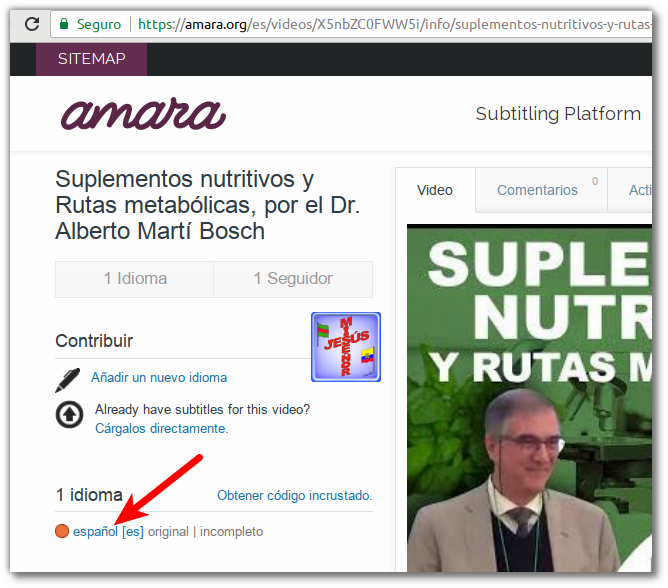 Seguro
https://amara.org/es/videos/X5nbZC0FWW5i/info/suplementos-nutritivos-y-rutas-
SITEMAP
amara
Subtitling Platform
Suplementos nutritivos y
Rutas metabólicas, por el Dr.
Alberto Martí Bosch
1 Idioma
1 Seguidor
Contribuir
MI
JESÚS
SEÑOR
Añadir un nuevo idioma
Already have subtitles for this video?
Cárgalos directamente.
1 idioma
Obtener código incrustado.
español [es] original | incompleto
Video
Comentarios
0
Acti
SUPLE
NUTR
Y RUTAS M